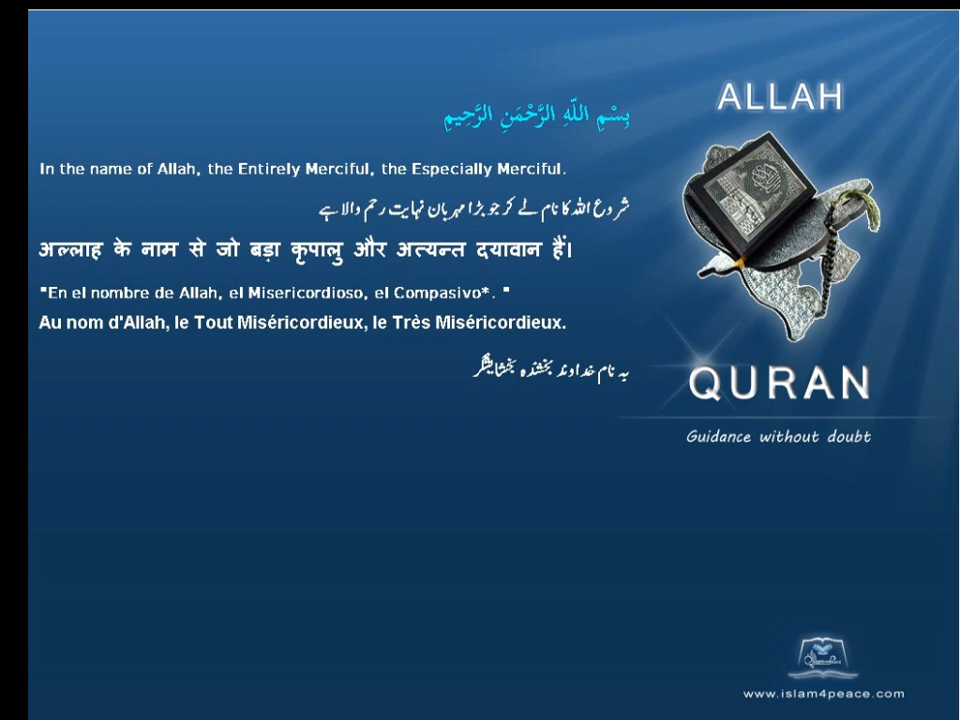 بِسْمِ اللَّهِ الرَّحْمَنِ الرَّحِيمِ
In the name of Allah, the Entirely Merciful, the Especially Merciful.
شروع الله کا نام لے کر جو بڑا مہربان نہایت رحم والا ہے
अल्लाह के नाम से जो बड़ा कृपालु और अत्यन्त दयावान हैं।
"En el nombre de Allah, el Misericordioso, el Compasivo*. "
Au nom d'Allah, le Tout Miséricordieux, le Très Miséricordieux.
به نام خداوند بخشنده بخشایشگر
ALLAH
QURAN
Guidance without doubt
www.islam4peace.com